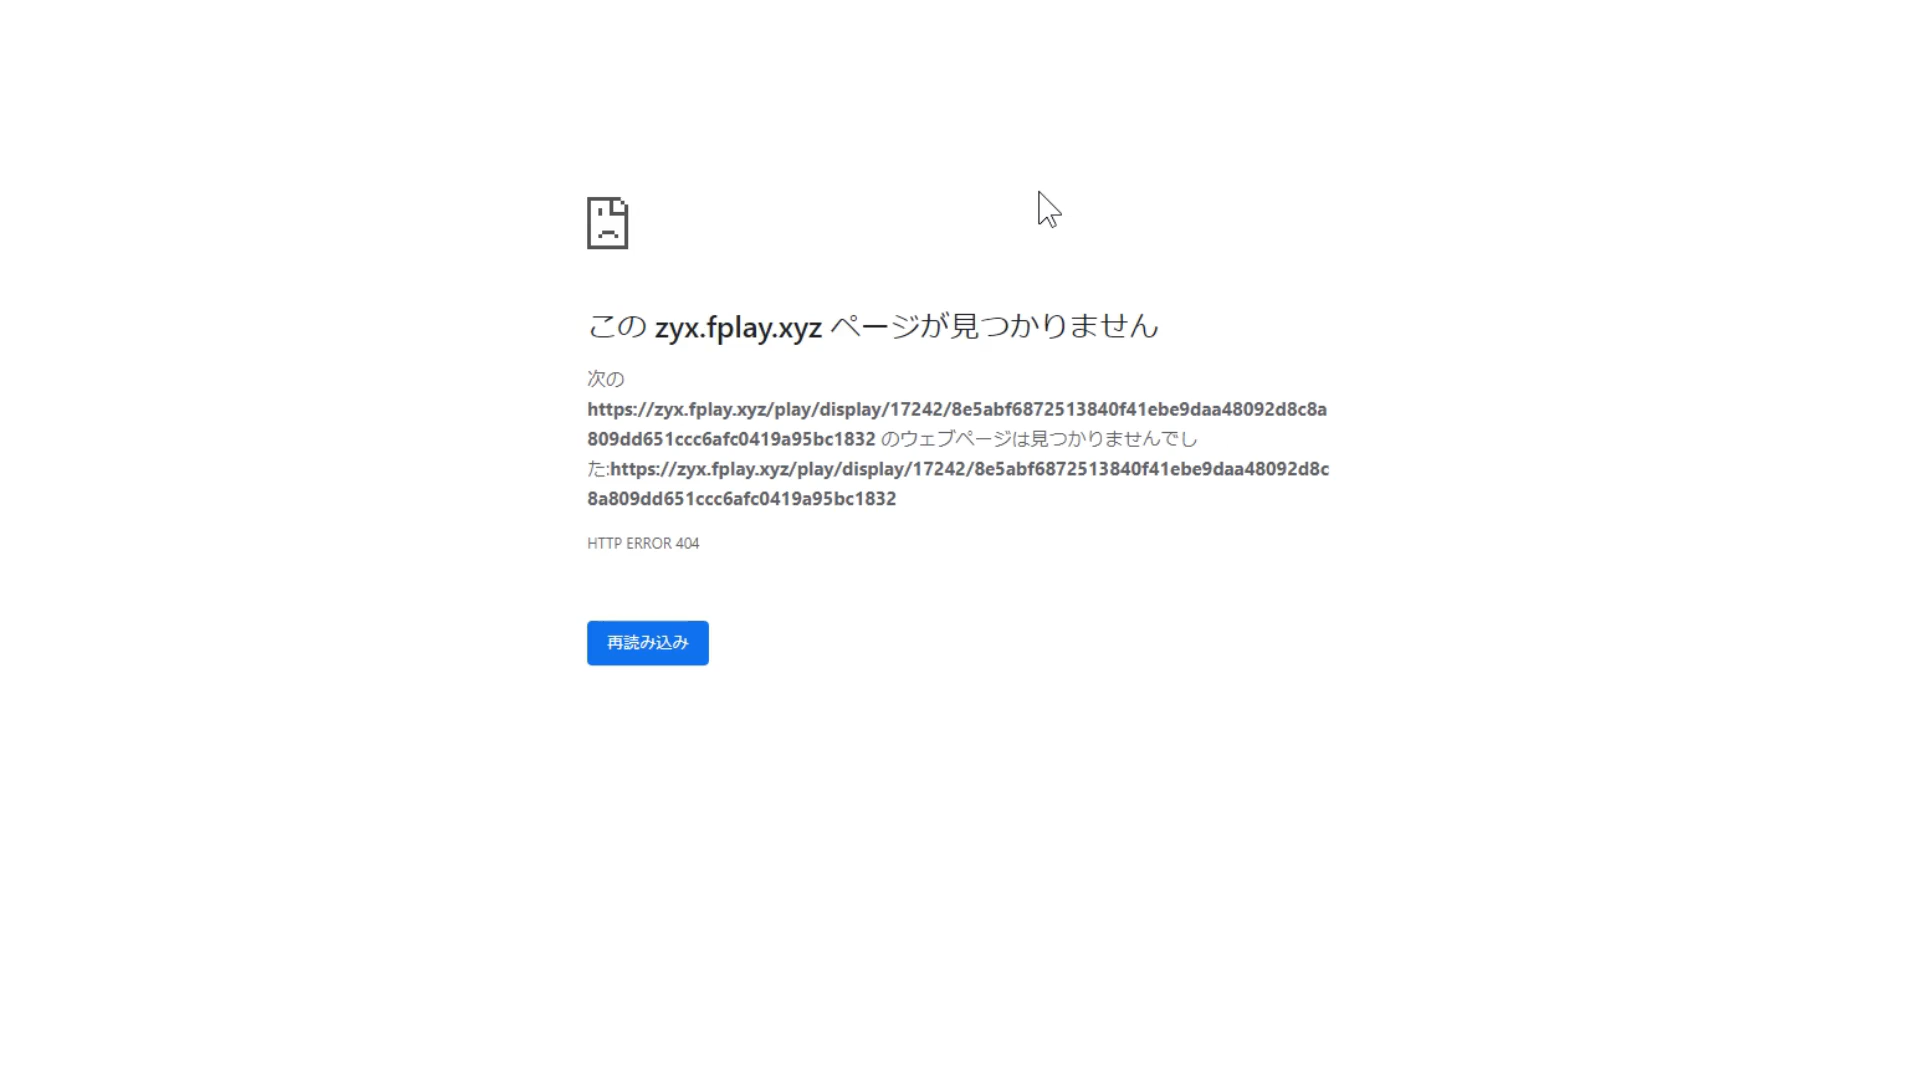 この zyx.fplay.xyz ページが見つかりません
次の
https://zyx.fplay.xyz/play/display/17242/8e5abf6872513840f41ebe9daa48092d8c8a
809dd651ccc6afc0419a95bc1832 のウェブページは見つかりませんでし
た:https://zyx.fplay.xyz/play/display/17242/8e5abf6872513840f41ebe9daa48092d8c
8a809dd651ccc6afc0419a95bc1832
HTTP ERROR 404
再読み込み